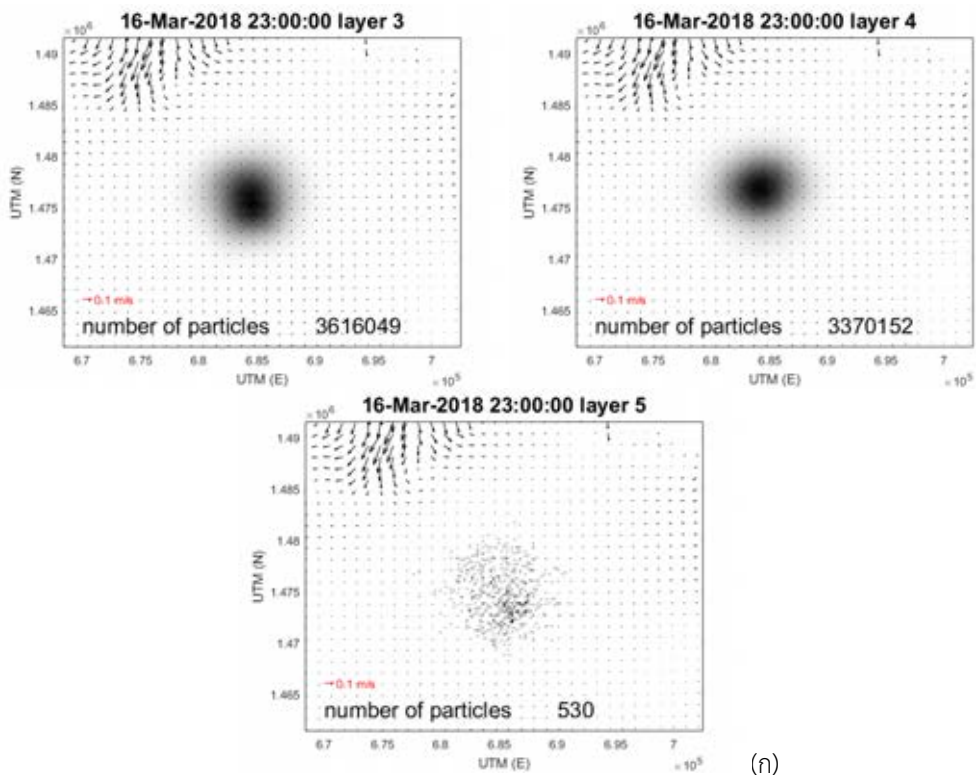 16-Mar-2018 23:00:00 layer 3
×10⁶
1.49
1.485
1.48
1.475
1.47
1.465
UTM (N)
0.1 m/s
number of particles 3616049
6.7 6.75 6.8 6.85 6.9 6.95 7
UTM (E)
×10⁵
16-Mar-2018 23:00:00 layer 4
×10⁶
1.49
1.485
1.48
1.475
1.47
1.465
UTM (N)
0.1 m/s
number of particles 3370152
6.7 6.75 6.8 6.85 6.9 6.95 7
UTM (E)
×10⁵
16-Mar-2018 23:00:00 layer 5
×10⁶
1.49
1.485
1.48
1.475
1.47
1.465
UTM (N)
0.1 m/s
number of particles 530
6.7 6.75 6.8 6.85 6.9 6.95 7
UTM (E)
×10⁵
(ก)